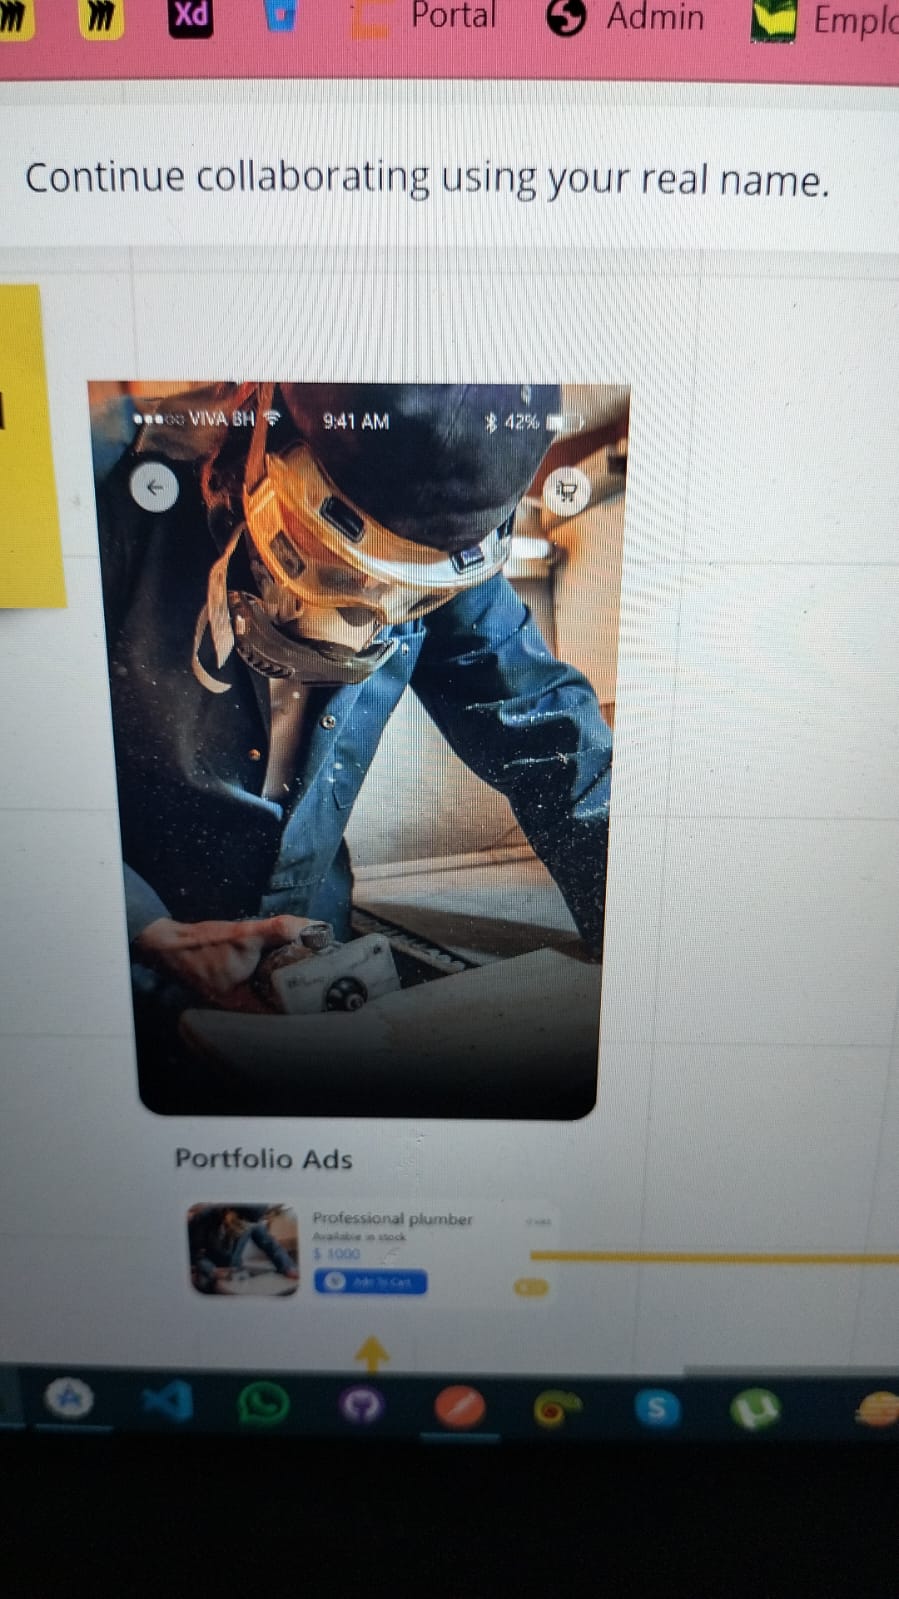 Xd
Portal
Admin
Emplo
Continue collaborating using your real name.
VIVA BH
9:41 AM
42%
Portfolio Ads
Professional plumber
Available in stock
$ 1000
Add To Cart
S